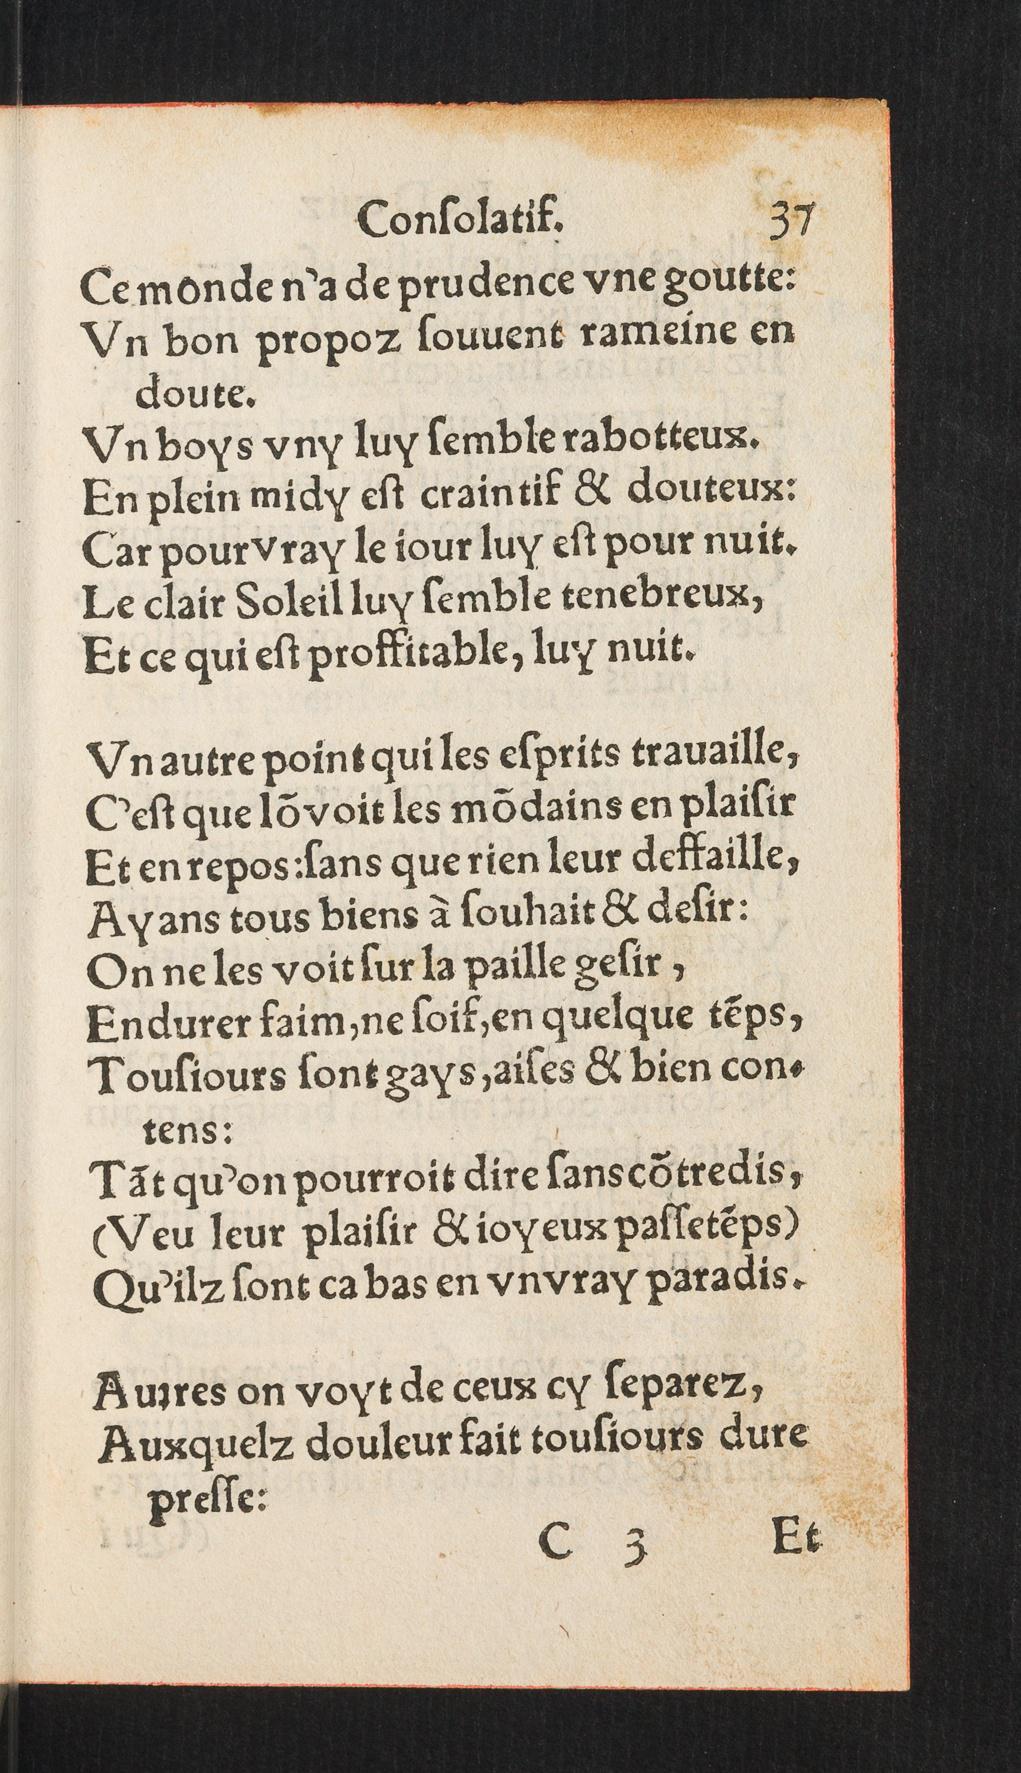 Conſolatif. 37
Ce monde n'a de prudence vne goutte:
Vn bon propoz ſouuent rameine en
doute.
Vn boys vny luy ſemble rabotteux.
En plein midy eſt craintif & douteux:
Car pour vray le iour luy eſt pour nuit.
Le clair Soleil luy ſemble tenebreux,
Et ce qui eſt proffitable, luy nuit.

Vn autre point qui les eſprits trauaille,
C'eſt que lõ voit les mõdains en plaiſir
Et en repos: ſans que rien leur deffaille,
Ayans tous biens à ſouhait & deſir:
On ne les voit ſur la paille geſir,
Endurer faim, ne ſoif, en quelque tẽps,
Touſiours ſont gays, aiſes & bien con-
tens:
Tãt qu'on pourroit dire ſans cõtredis,
(Veu leur plaiſir & ioyeux paſſetẽps)
Qu'ilz ſont ca bas en vn vray paradis.

Autres on voyt de ceux cy ſeparez,
Auxquelz douleur fait touſiours dure
preſſe:
C 3 Et